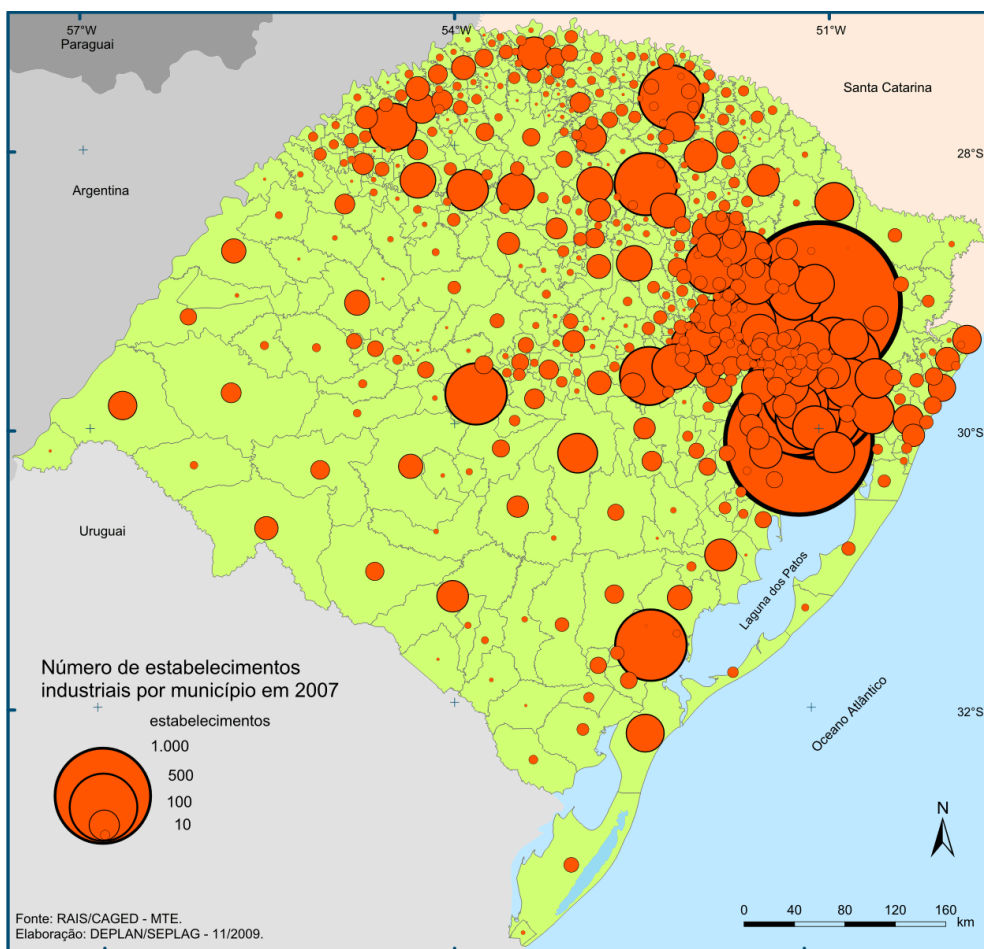 57°W
54°W
51°W
Paraguai
Santa Catarina
28°S
Argentina
30°S
Uruguai
Laguna dos Patos
Oceano Atlântico
32°S
Número de estabelecimentos
industriais por município em 2007
estabelecimentos
1.000
500
100
10
N
0 40 80 120 160
km
Fonte: RAIS/CAGED - MTE.
Elaboração: DEPLAN/SEPLAG - 11/2009.